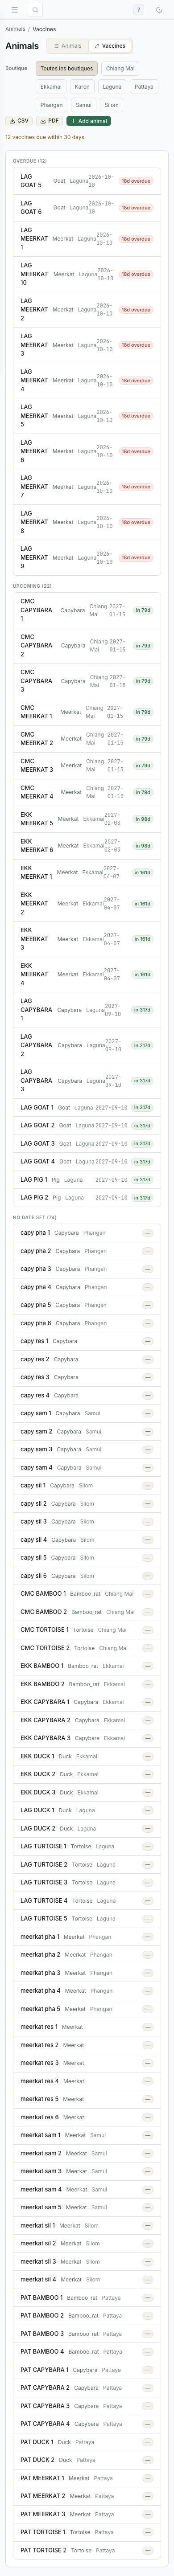 ?
Animals / Vaccines
Animals
Animals
Vaccines
Boutique
Toutes les boutiques
Chiang Mai
Ekkamai
Karon
Laguna
Pattaya
Phangan
Samui
Silom
CSV
PDF
+ Add animal
12 vaccines due within 30 days
OVERDUE (12)
LAG GOAT 5 Goat Laguna 2026-10-10 18d overdue
LAG GOAT 6 Goat Laguna 2026-10-10 18d overdue
LAG MEERKAT 1 Meerkat Laguna 2026-10-10 18d overdue
LAG MEERKAT 10 Meerkat Laguna 2026-10-10 18d overdue
LAG MEERKAT 2 Meerkat Laguna 2026-10-10 18d overdue
LAG MEERKAT 3 Meerkat Laguna 2026-10-10 18d overdue
LAG MEERKAT 4 Meerkat Laguna 2026-10-10 18d overdue
LAG MEERKAT 5 Meerkat Laguna 2026-10-10 18d overdue
LAG MEERKAT 6 Meerkat Laguna 2026-10-10 18d overdue
LAG MEERKAT 7 Meerkat Laguna 2026-10-10 18d overdue
LAG MEERKAT 8 Meerkat Laguna 2026-10-10 18d overdue
LAG MEERKAT 9 Meerkat Laguna 2026-10-10 18d overdue
CMC CAPYBARA 1 Capybara Chiang Mai 2027-01-15 in 79d
CMC CAPYBARA 2 Capybara Chiang Mai 2027-01-15 in 79d
CMC CAPYBARA 3 Capybara Chiang Mai 2027-01-15 in 79d
CMC MEERKAT 1 Meerkat Chiang Mai 2027-01-15 in 79d
CMC MEERKAT 2 Meerkat Chiang Mai 2027-01-15 in 79d
CMC MEERKAT 3 Meerkat Chiang Mai 2027-01-15 in 79d
CMC MEERKAT 4 Meerkat Chiang Mai 2027-01-15 in 79d
EKK MEERKAT 5 Meerkat Ekkamai 2027-02-03 in 98d
EKK MEERKAT 6 Meerkat Ekkamai 2027-02-03 in 98d
EKK MEERKAT 1 Meerkat Ekkamai 2027-04-07 in 161d
EKK MEERKAT 2 Meerkat Ekkamai 2027-04-07 in 161d
EKK MEERKAT 3 Meerkat Ekkamai 2027-04-07 in 161d
EKK MEERKAT 4 Meerkat Ekkamai 2027-04-07 in 161d
LAG CAPYBARA 1 Capybara Laguna 2027-09-10 in 317d
LAG CAPYBARA 2 Capybara Laguna 2027-09-10 in 317d
LAG CAPYBARA 3 Capybara Laguna 2027-09-10 in 317d
LAG GOAT 1 Goat Laguna 2027-09-10 in 317d
LAG GOAT 2 Goat Laguna 2027-09-10 in 317d
LAG GOAT 3 Goat Laguna 2027-09-10 in 317d
LAG GOAT 4 Goat Laguna 2027-09-10 in 317d
LAG PIG 1 Pig Laguna 2027-09-10 in 317d
LAG PIG 2 Pig Laguna 2027-09-10 in 317d
NO DATE SET (74)
capy pha 1 Capybara Phangan —
capy pha 2 Capybara Phangan —
capy pha 3 Capybara Phangan —
capy pha 4 Capybara Phangan —
capy pha 5 Capybara Phangan —
capy pha 6 Capybara Phangan —
capy res 1 Capybara —
capy res 2 Capybara —
capy res 3 Capybara —
capy res 4 Capybara —
capy sam 1 Capybara Samui —
capy sam 2 Capybara Samui —
capy sam 3 Capybara Samui —
capy sam 4 Capybara Samui —
capy sil 1 Capybara Silom —
capy sil 2 Capybara Silom —
capy sil 3 Capybara Silom —
capy sil 4 Capybara Silom —
capy sil 5 Capybara Silom —
capy sil 6 Capybara Silom —
CMC BAMBOO 1 Bamboo_rat Chiang Mai —
CMC BAMBOO 2 Bamboo_rat Chiang Mai —
CMC TORTOISE 1 Tortoise Chiang Mai —
CMC TORTOISE 2 Tortoise Chiang Mai —
EKK BAMBOO 1 Bamboo_rat Ekkamai —
EKK BAMBOO 2 Bamboo_rat Ekkamai —
EKK CAPYBARA 1 Capybara Ekkamai —
EKK CAPYBARA 2 Capybara Ekkamai —
EKK CAPYBARA 3 Capybara Ekkamai —
EKK DUCK 1 Duck Ekkamai —
EKK DUCK 2 Duck Ekkamai —
EKK DUCK 3 Duck Ekkamai —
LAG DUCK 1 Duck Laguna —
LAG DUCK 2 Duck Laguna —
LAG TURTOISE 1 Tortoise Laguna —
LAG TURTOISE 2 Tortoise Laguna —
LAG TURTOISE 3 Tortoise Laguna —
LAG TURTOISE 4 Tortoise Laguna —
LAG TURTOISE 5 Tortoise Laguna —
meerkat pha 1 Meerkat Phangan —
meerkat pha 2 Meerkat Phangan —
meerkat pha 3 Meerkat Phangan —
meerkat pha 4 Meerkat Phangan —
meerkat pha 5 Meerkat Phangan —
meerkat res 1 Meerkat —
meerkat res 2 Meerkat —
meerkat res 3 Meerkat —
meerkat res 4 Meerkat —
meerkat res 5 Meerkat —
meerkat res 6 Meerkat —
meerkat sam 1 Meerkat Samui —
meerkat sam 2 Meerkat Samui —
meerkat sam 3 Meerkat Samui —
meerkat sam 4 Meerkat Samui —
meerkat sam 5 Meerkat Samui —
meerkat sil 1 Meerkat Silom —
meerkat sil 2 Meerkat Silom —
meerkat sil 3 Meerkat Silom —
meerkat sil 4 Meerkat Silom —
PAT BAMBOO 1 Bamboo_rat Pattaya —
PAT BAMBOO 2 Bamboo_rat Pattaya —
PAT BAMBOO 3 Bamboo_rat Pattaya —
PAT BAMBOO 4 Bamboo_rat Pattaya —
PAT CAPYBARA 1 Capybara Pattaya —
PAT CAPYBARA 2 Capybara Pattaya —
PAT CAPYBARA 3 Capybara Pattaya —
PAT CAPYBARA 4 Capybara Pattaya —
PAT DUCK 1 Duck Pattaya —
PAT DUCK 2 Duck Pattaya —
PAT MEERKAT 1 Meerkat Pattaya —
PAT MEERKAT 2 Meerkat Pattaya —
PAT MEERKAT 3 Meerkat Pattaya —
PAT TORTOISE 1 Tortoise Pattaya —
PAT TORTOISE 2 Tortoise Pattaya —